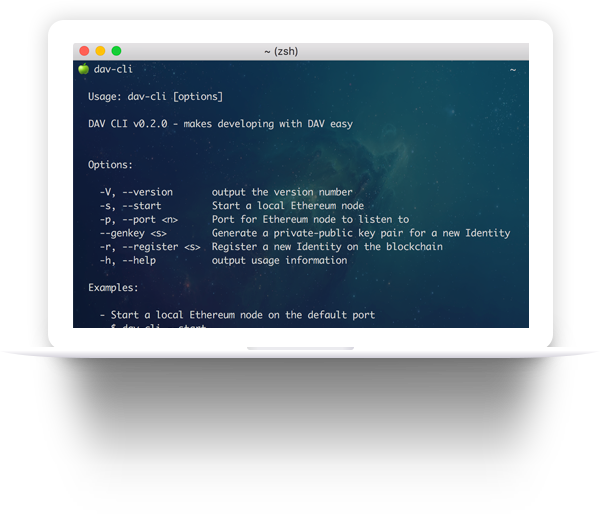 ~ (zsh)
dav-cli ~
Usage: dav-cli [options]
DAV CLI v0.2.0 - makes developing with DAV easy
Options:
-V, --version output the version number
-s, --start Start a local Ethereum node
-p, --port <n> Port for Ethereum node to listen to
--genkey <s> Generate a private-public key pair for a new Identity
-r, --register <s> Register a new Identity on the blockchain
-h, --help output usage information
Examples:
- Start a local Ethereum node on the default port
$ dav-cli --start